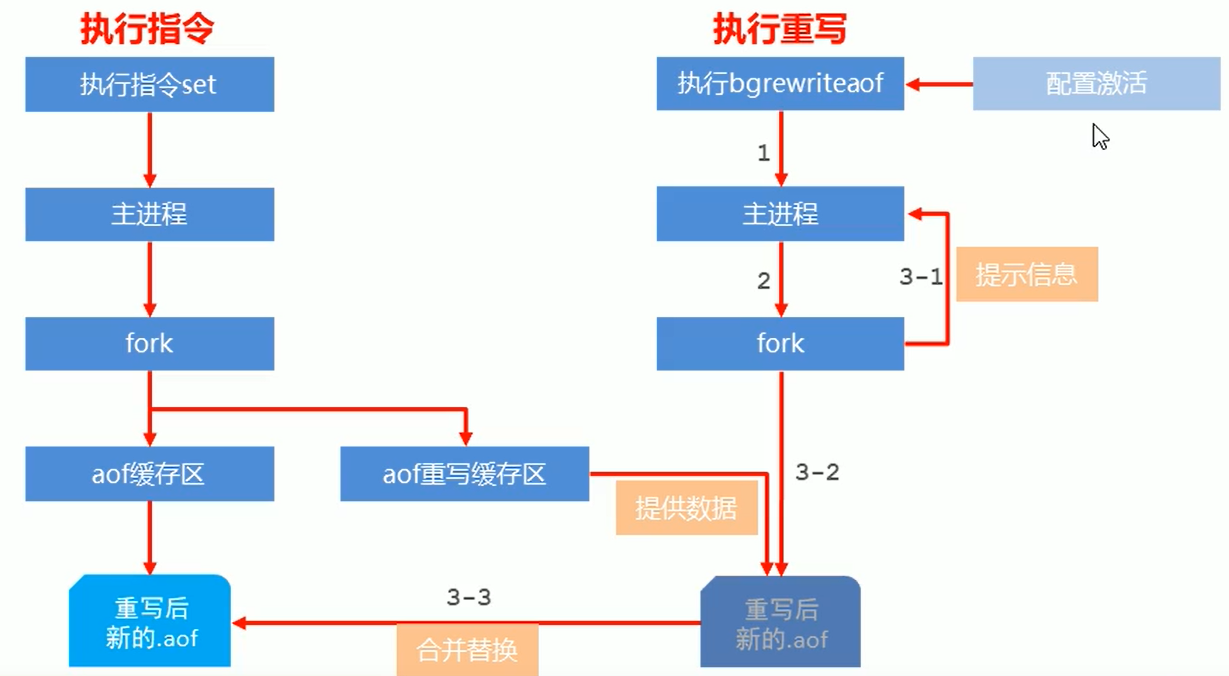 执行指令
执行重写
执行指令set
执行bgrewriteaof
配置激活
1
主进程
主进程
2
3-1
提示信息
fork
fork
aof缓存区
aof重写缓存区
3-2
提供数据
重写后
新的.aof
3-3
合并替换
重写后
新的.aof